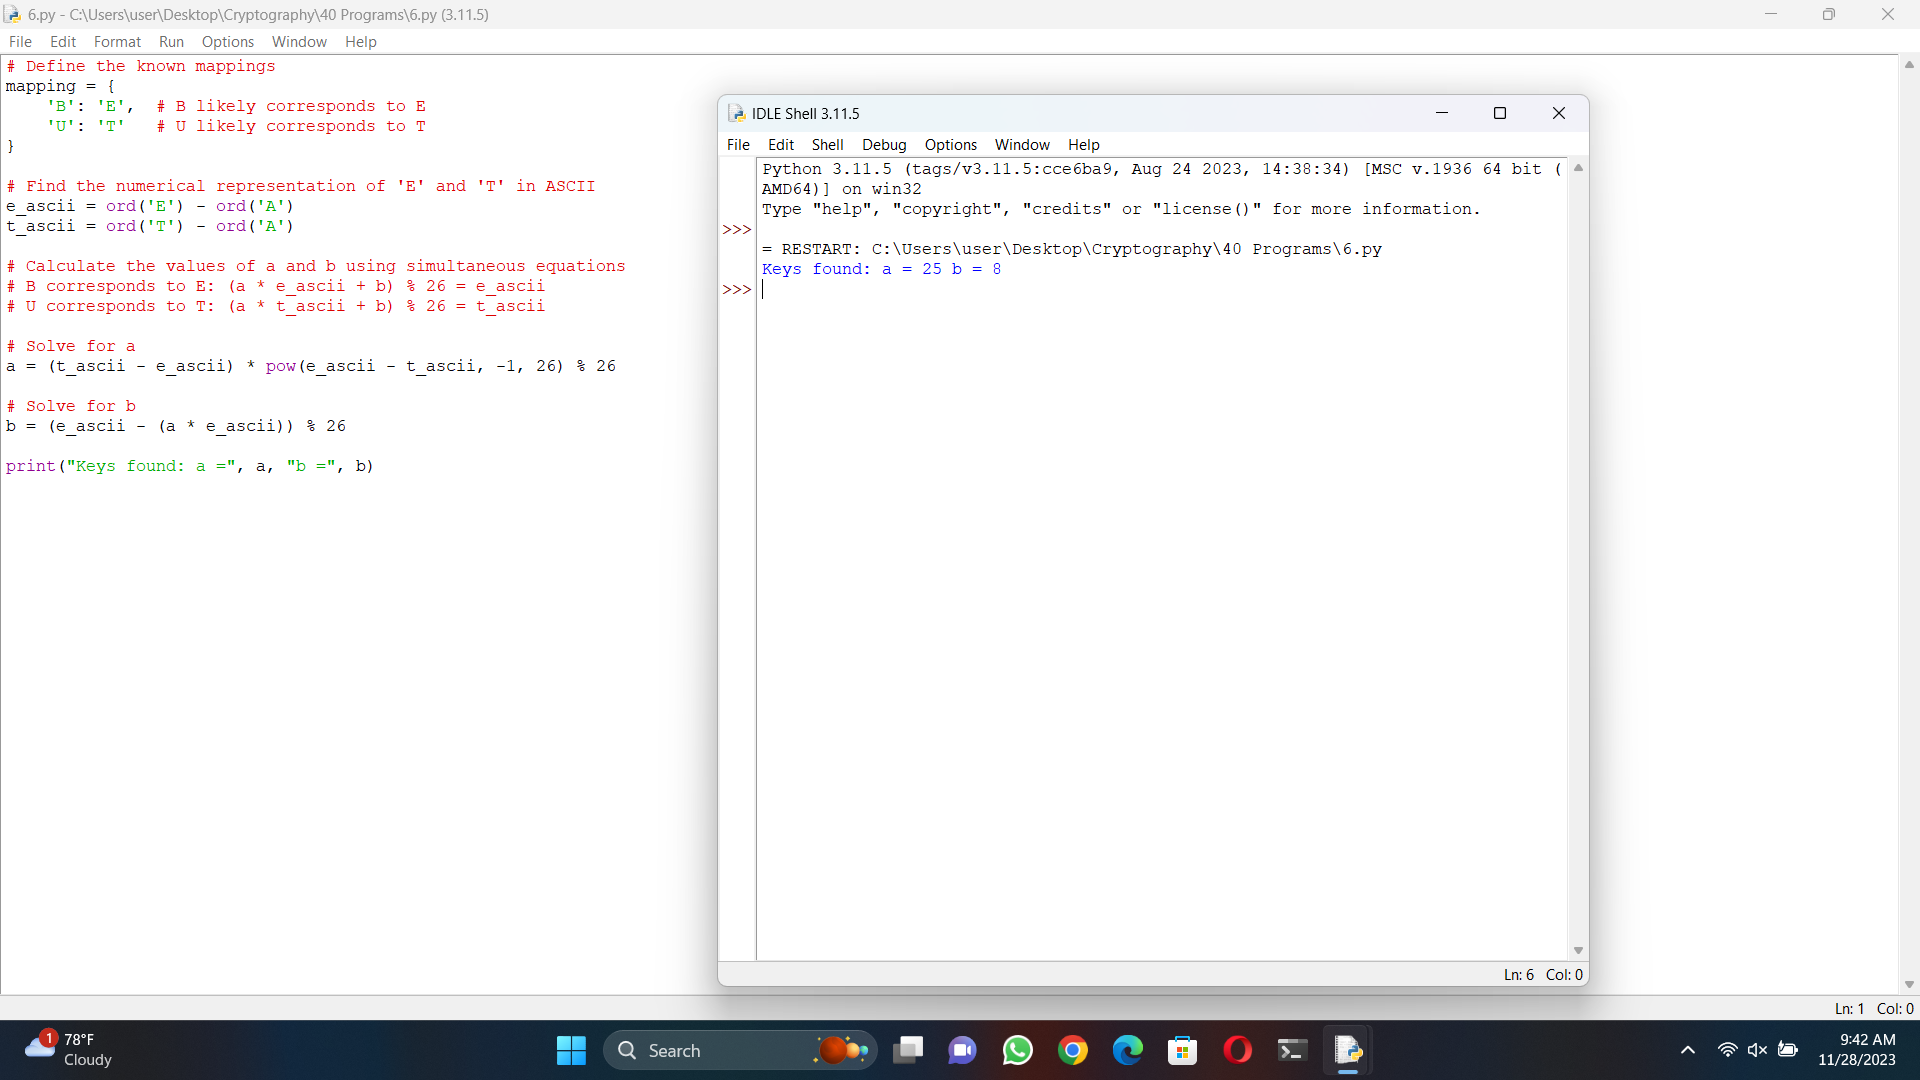 6.py - C:\Users\user\Desktop\Cryptography\40 Programs\6.py (3.11.5)
File Edit Format Run Options Window Help
# Define the known mappings
mapping = {
    'B': 'E',  # B likely corresponds to E
    'U': 'T'   # U likely corresponds to T
}
# Find the numerical representation of 'E' and 'T' in ASCII
e_ascii = ord('E') - ord('A')
t_ascii = ord('T') - ord('A')
# Calculate the values of a and b using simultaneous equations
# B corresponds to E: (a * e_ascii + b) % 26 = e_ascii
# U corresponds to T: (a * t_ascii + b) % 26 = t_ascii
# Solve for a
a = (t_ascii - e_ascii) * pow(e_ascii - t_ascii, -1, 26) % 26
# Solve for b
b = (e_ascii - (a * e_ascii)) % 26
print("Keys found: a =", a, "b =", b)
IDLE Shell 3.11.5
File Edit Shell Debug Options Window Help
Python 3.11.5 (tags/v3.11.5:cce6ba9, Aug 24 2023, 14:38:34) [MSC v.1936 64 bit (
AMD64)] on win32
Type "help", "copyright", "credits" or "license()" for more information.
>>>
= RESTART: C:\Users\user\Desktop\Cryptography\40 Programs\6.py
Keys found: a = 25 b = 8
>>>
Ln: 6 Col: 0
Ln: 1 Col: 0
1
78°F
Cloudy
Search
9:42 AM
11/28/2023